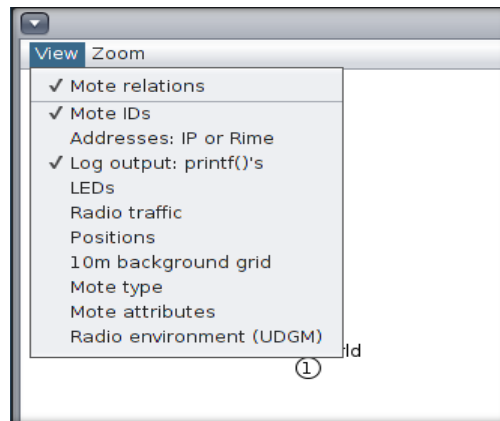 View Zoom
✓ Mote relations
✓ Mote IDs
Addresses: IP or Rime
✓ Log output: printf()'s
LEDs
Radio traffic
Positions
10m background grid
Mote type
Mote attributes
Radio environment (UDGM)
1